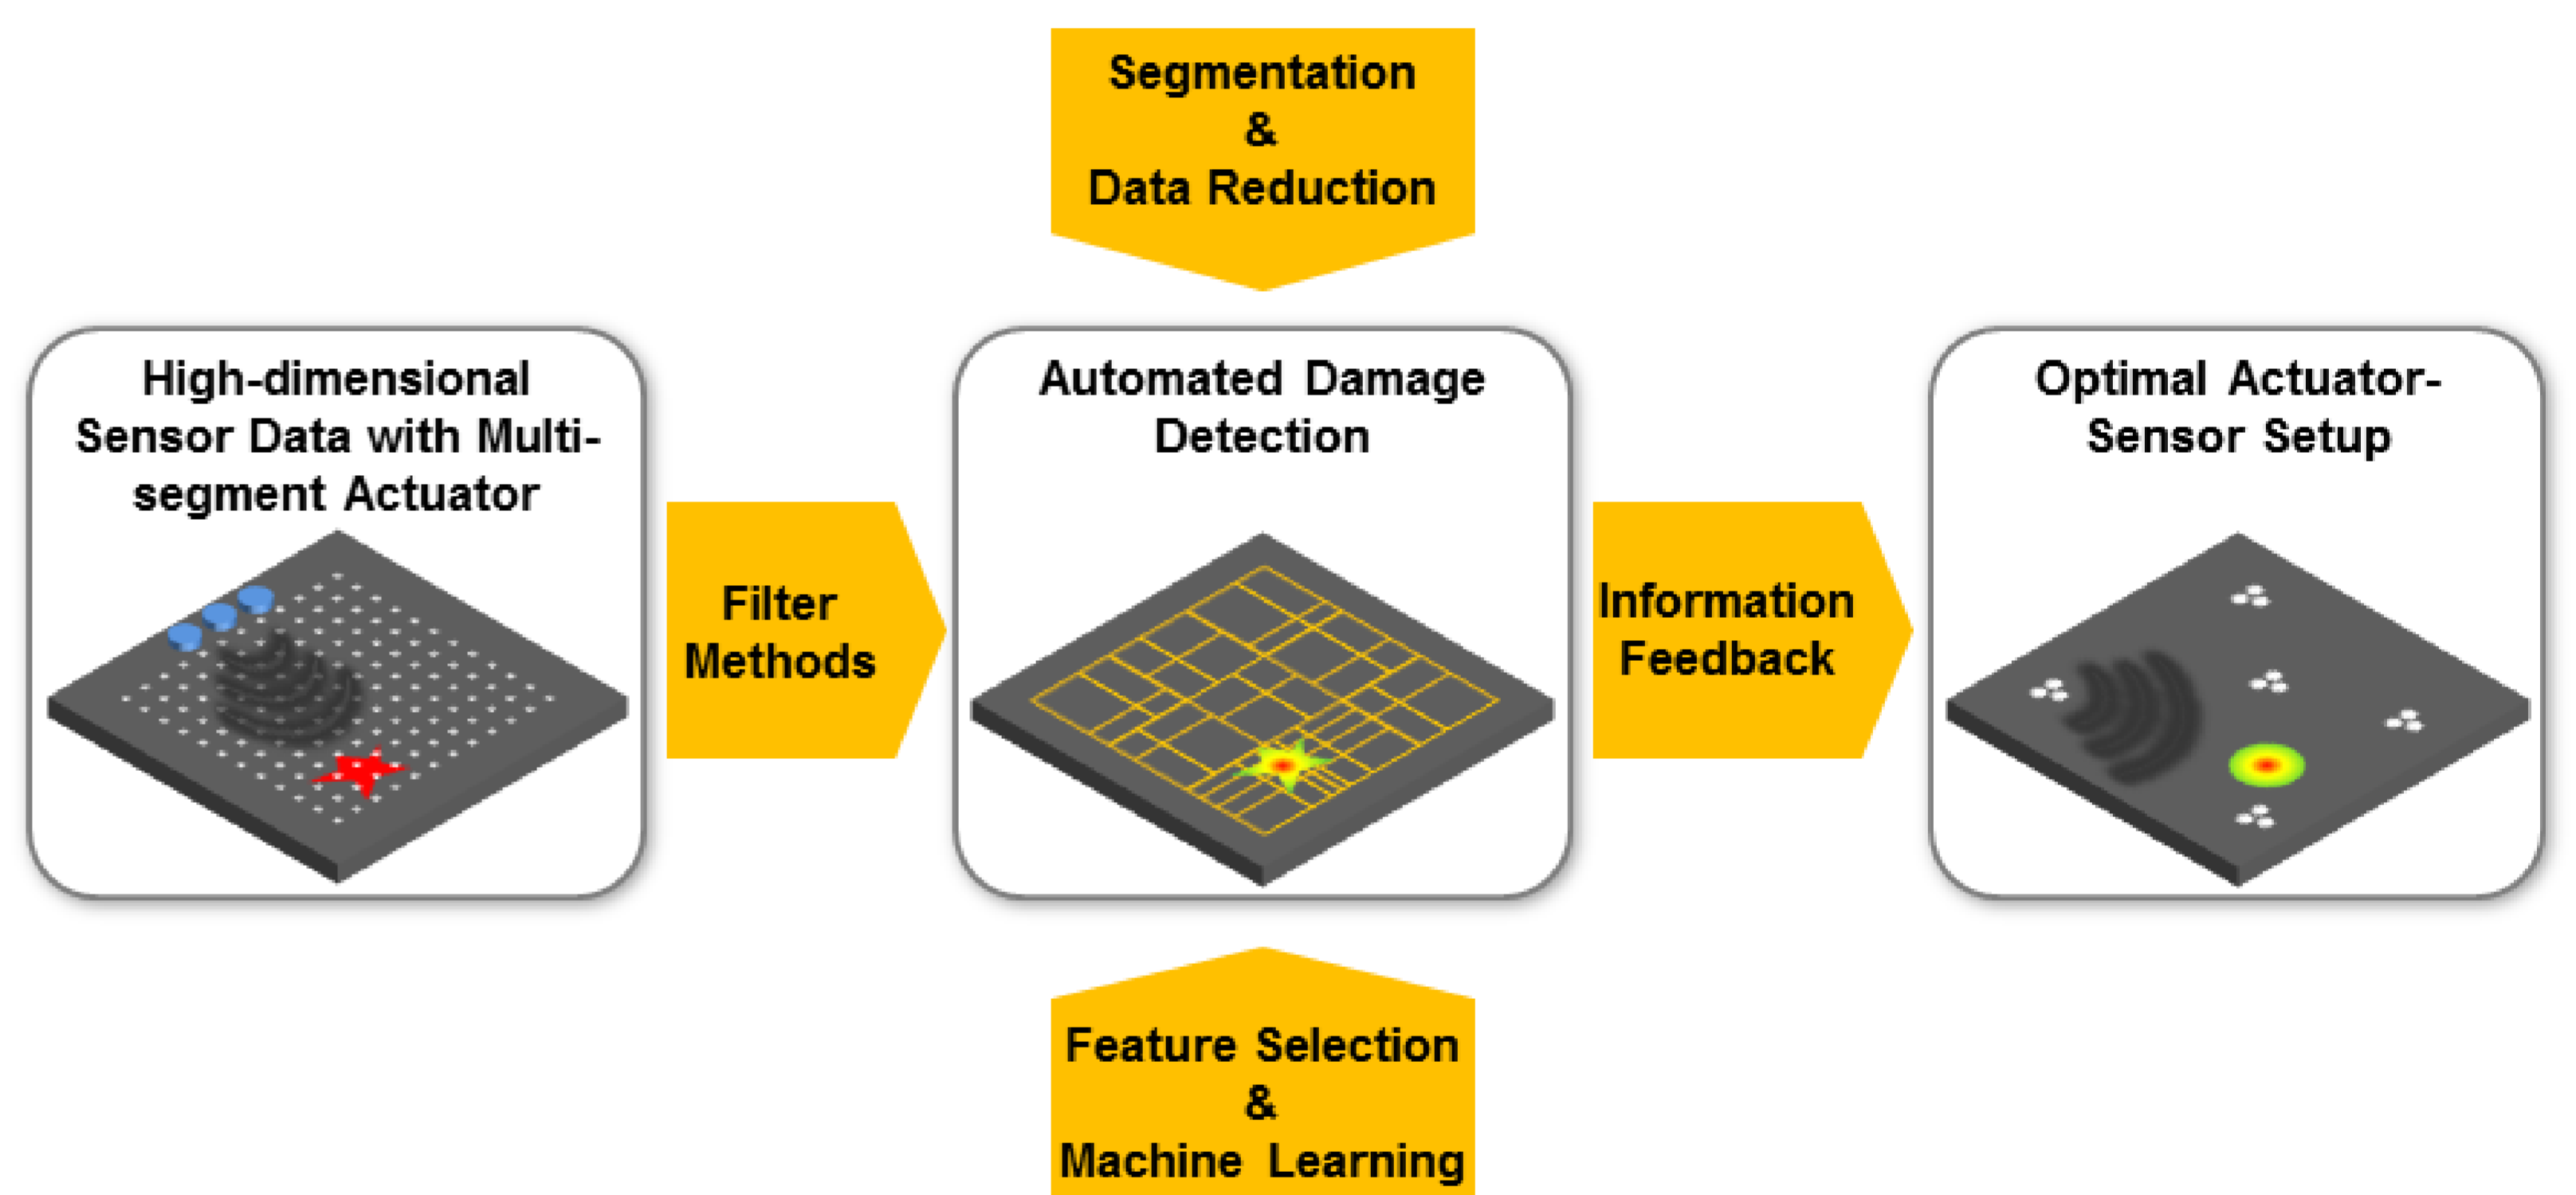 Segmentation
&
Data Reduction
High-dimensional
Sensor Data with Multi-
segment Actuator
Filter
Methods
Automated Damage
Detection
Information
Feedback
Optimal Actuator-
Sensor Setup
Feature Selection
&
Machine Learning